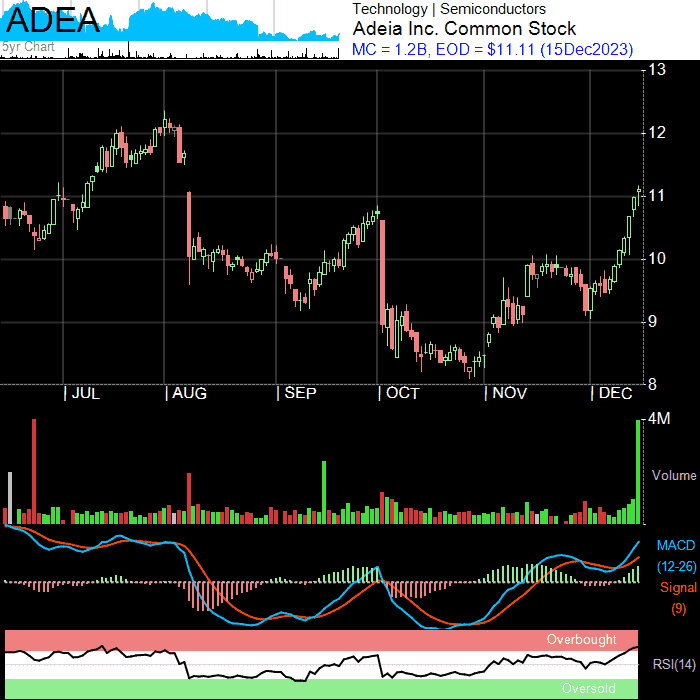 ADEA
5yr Chart
Technology | Semiconductors
Adeia Inc. Common Stock
MC = 1.2B, EOD = $11.11 (15Dec2023)
13
12
11
10
9
8
| JUL | AUG | SEP | OCT | NOV | DEC
4M
Volume
MACD
(12-26)
Signal
(9)
Overbought
RSI(14)
Oversold